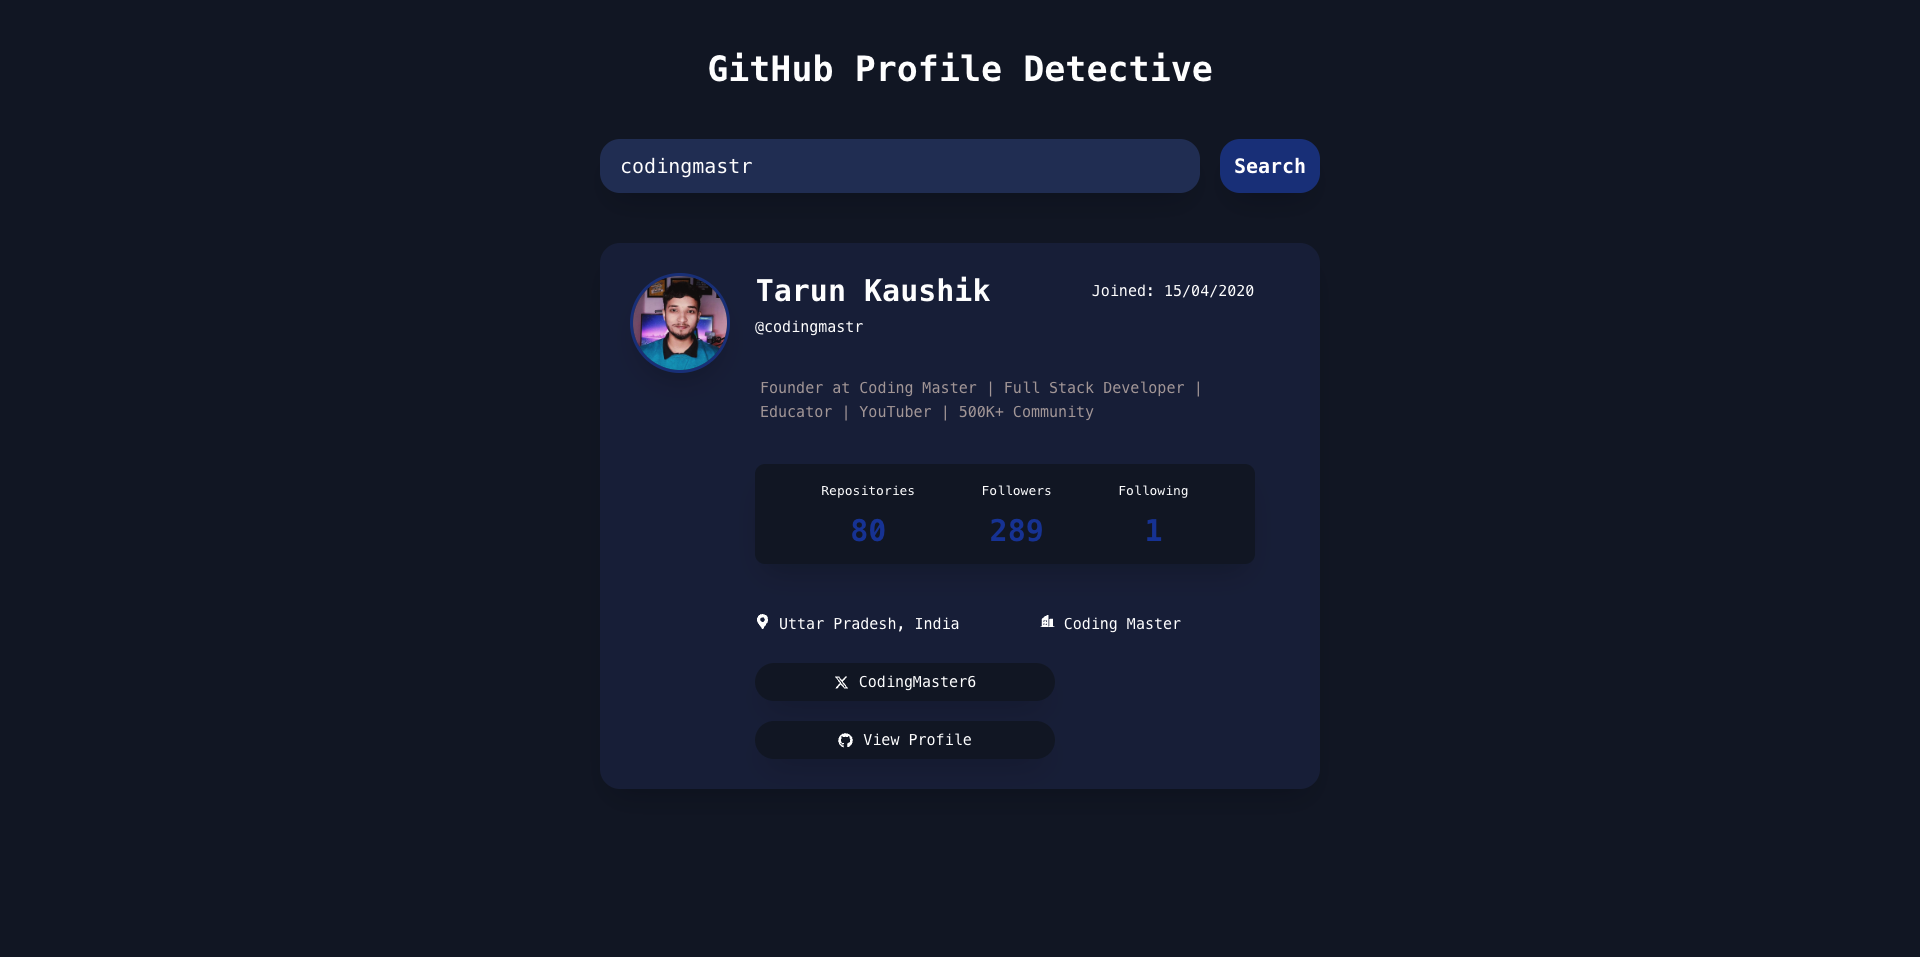 GitHub Profile Detective
codingmastr
Search
Tarun Kaushik
Joined: 15/04/2020
@codingmastr
Founder at Coding Master | Full Stack Developer |
Educator | YouTuber | 500K+ Community
Repositories
80
Followers
289
Following
1
Uttar Pradesh, India
Coding Master
CodingMaster6
View Profile